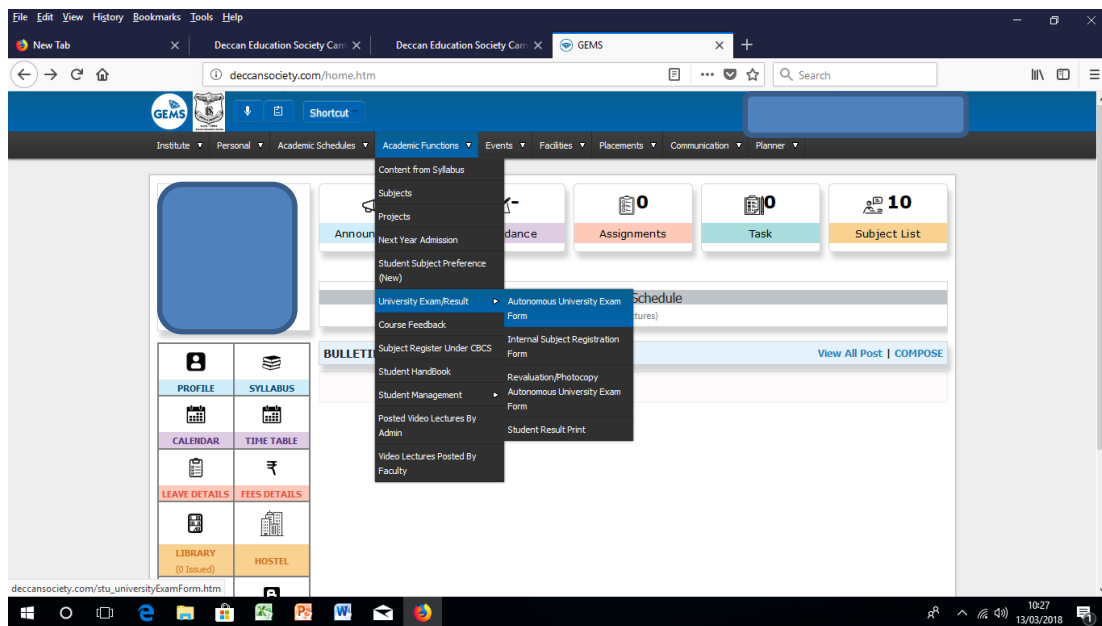 File Edit View History Bookmarks Tools Help
New Tab
Deccan Education Society Cam
Deccan Education Society Cam
GEMS
deccansociety.com/home.htm
Search
GEMS
Shortcut
Institute Personal Academic Schedules Academic Functions Events Facilities Placements Communication Planner
Content from Syllabus
Subjects
Projects
Next Year Admission
Student Subject Preference
(New)
University Exam/Result
Course Feedback
Subject Register Under CBCS
Student HandBook
Student Management
Posted Video Lectures By
Admin
Video Lectures Posted By
Faculty
Autonomous University Exam
Form
Internal Subject Registration
Form
Revaluation/Photocopy
Autonomous University Exam
Form
Student Result Print
Announ
-
dance
0
Assignments
0
Task
10
Subject List
Schedule
tures)
BULLETI
View All Post | COMPOSE
PROFILE
SYLLABUS
CALENDAR
TIME TABLE
LEAVE DETAILS
FEES DETAILS
LIBRARY
(0 Issued)
HOSTEL
deccansociety.com/stu_universityExamForm.htm
10:27
13/03/2018